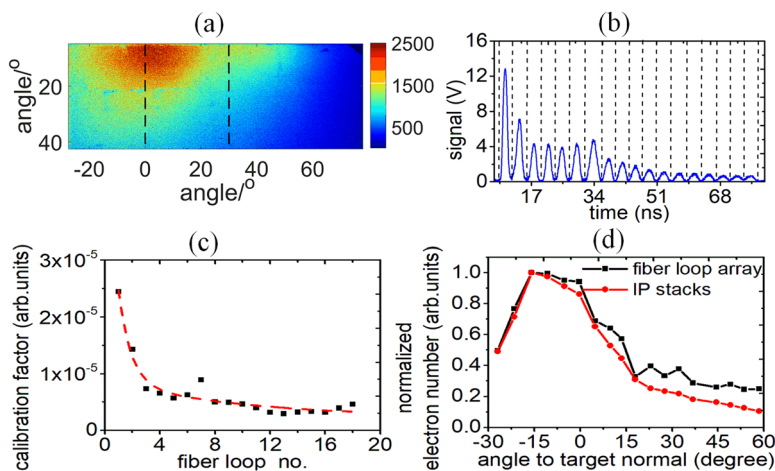 (a)
angle/°
20
40
-20 0 20 40 60
angle/°
2500
1500
500
(b)
signal (V)
16
12
8
4
0
17 34 51 68
time (ns)
(c)
calibration factor (arb.units)
3x10-5
2x10-5
1x10-5
0
0 4 8 12 16 20
fiber loop no.
(d)
normalized
electron number (arb.units)
1.0
0.8
0.6
0.4
0.2
0.0
fiber loop array
IP stacks
-30 -15 0 15 30 45 60
angle to target normal (degree)